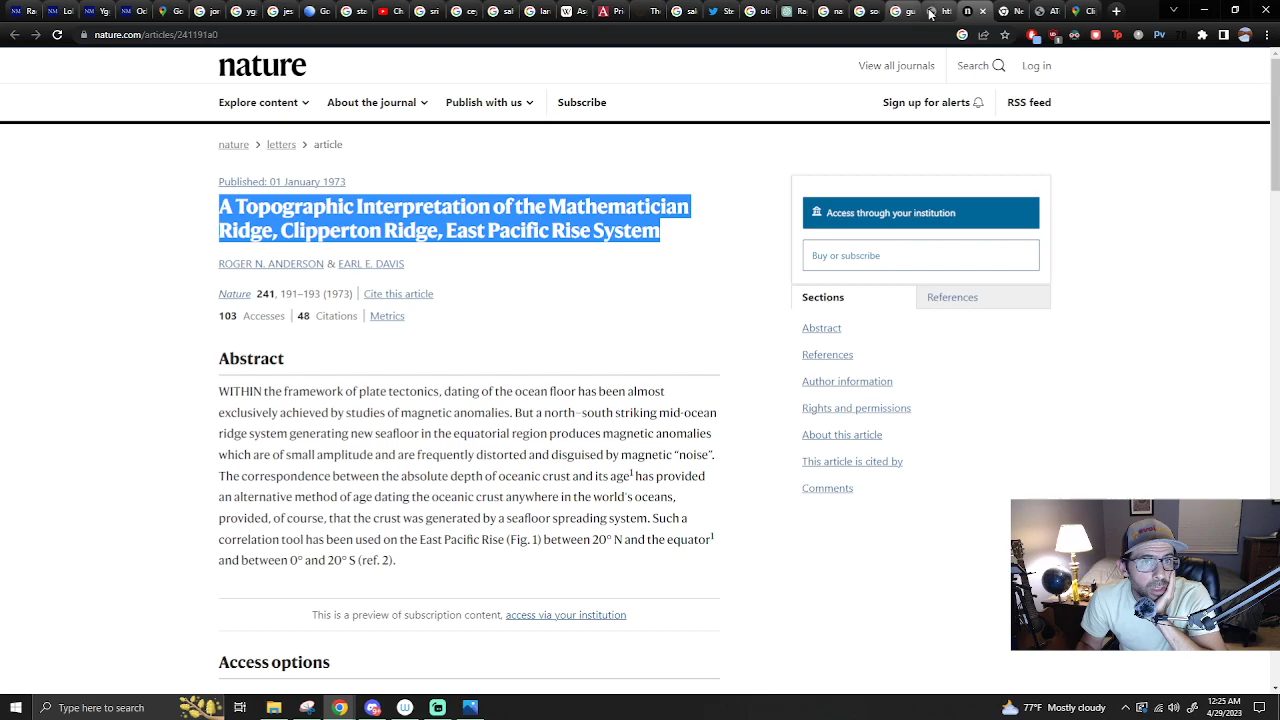 nature.com/articles/241191a0
nature
View all journals
Search
Log in
Explore content
About the journal
Publish with us
Subscribe
Sign up for alerts
RSS feed
nature > letters > article
Published: 01 January 1973
A Topographic Interpretation of the Mathematician
Ridge, Clipperton Ridge, East Pacific Rise System
ROGER N. ANDERSON & EARL E. DAVIS
Nature 241, 191–193 (1973) | Cite this article
103 Accesses | 48 Citations | Metrics
Abstract
WITHIN the framework of plate tectonics, dating of the ocean floor has been almost
exclusively achieved by studies of magnetic anomalies. But a north–south striking mid-ocean
ridge system generating new seafloor in the equatorial region produces magnetic anomalies
which are of small amplitude and are frequently distorted and disguised by magnetic “noise”.
The correspondence between the absolute depth of oceanic crust and its age1 has provided
an alternative method of age dating the oceanic crust anywhere in the world's oceans,
provided, of course, that the crust was generated by a seafloor spreading system. Such a
correlation tool has been used on the East Pacific Rise (Fig. 1) between 20° N and the equator1
and between 0° and 20° S (ref. 2).
This is a preview of subscription content, access via your institution
Access options
Access through your institution
Buy or subscribe
Sections
References
Abstract
References
Author information
Rights and permissions
About this article
This article is cited by
Comments
Type here to search
77°F
12:25 AM
4/29/2023